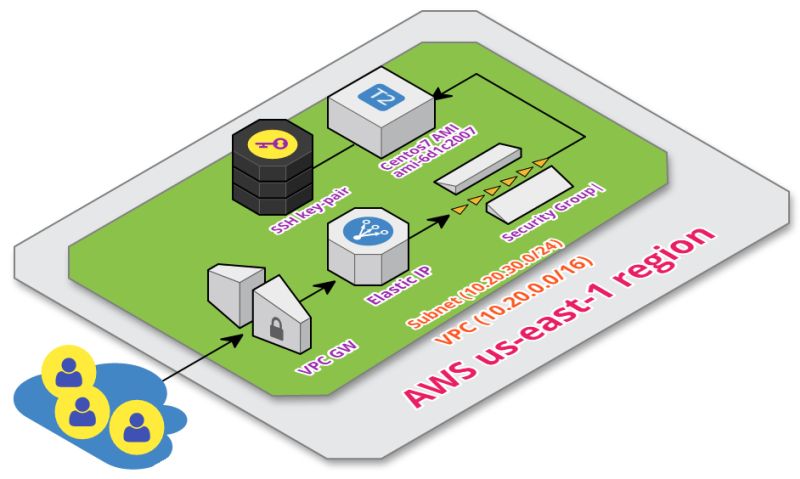 T2
Centos7 AMI
ami-6d1c2007
SSH key-pair
Security Group|
Elastic IP
Subnet (10.20.30.0/24)
VPC (10.20.0.0/16)
VPC GW
AWS us-east-1 region